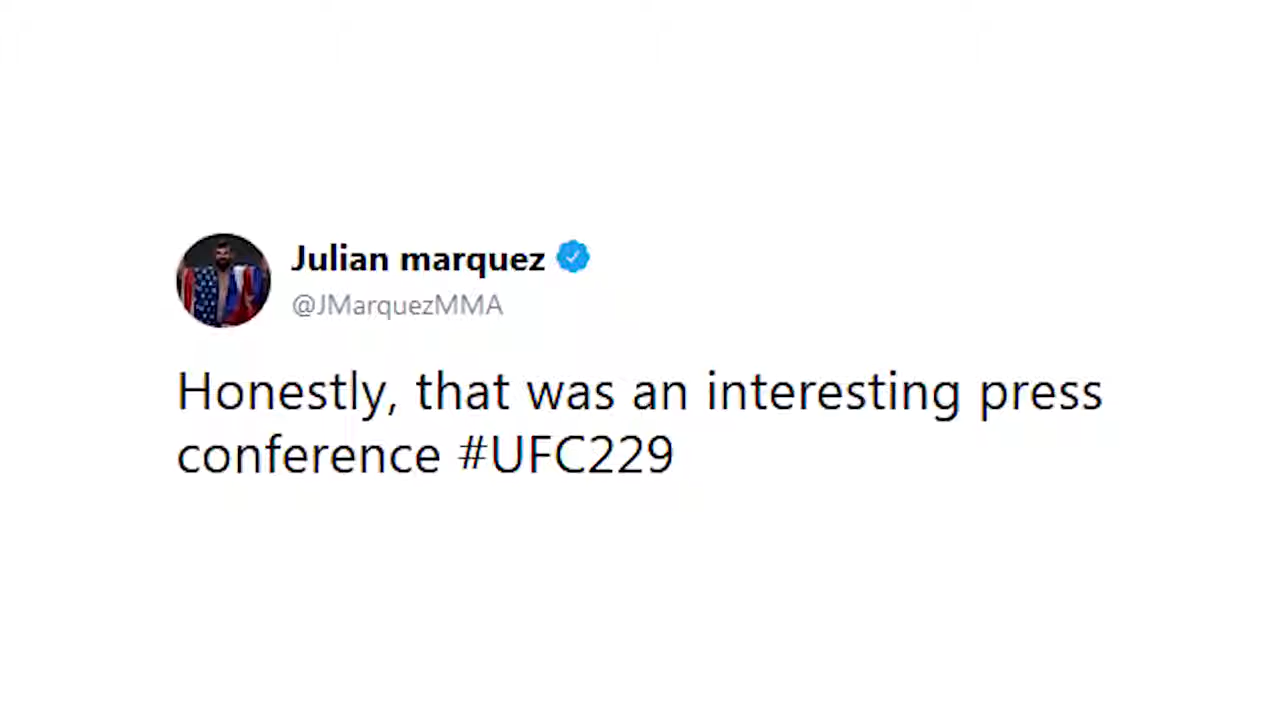 Julian marquez
@JMarquezMMA
Honestly, that was an interesting press
conference #UFC229